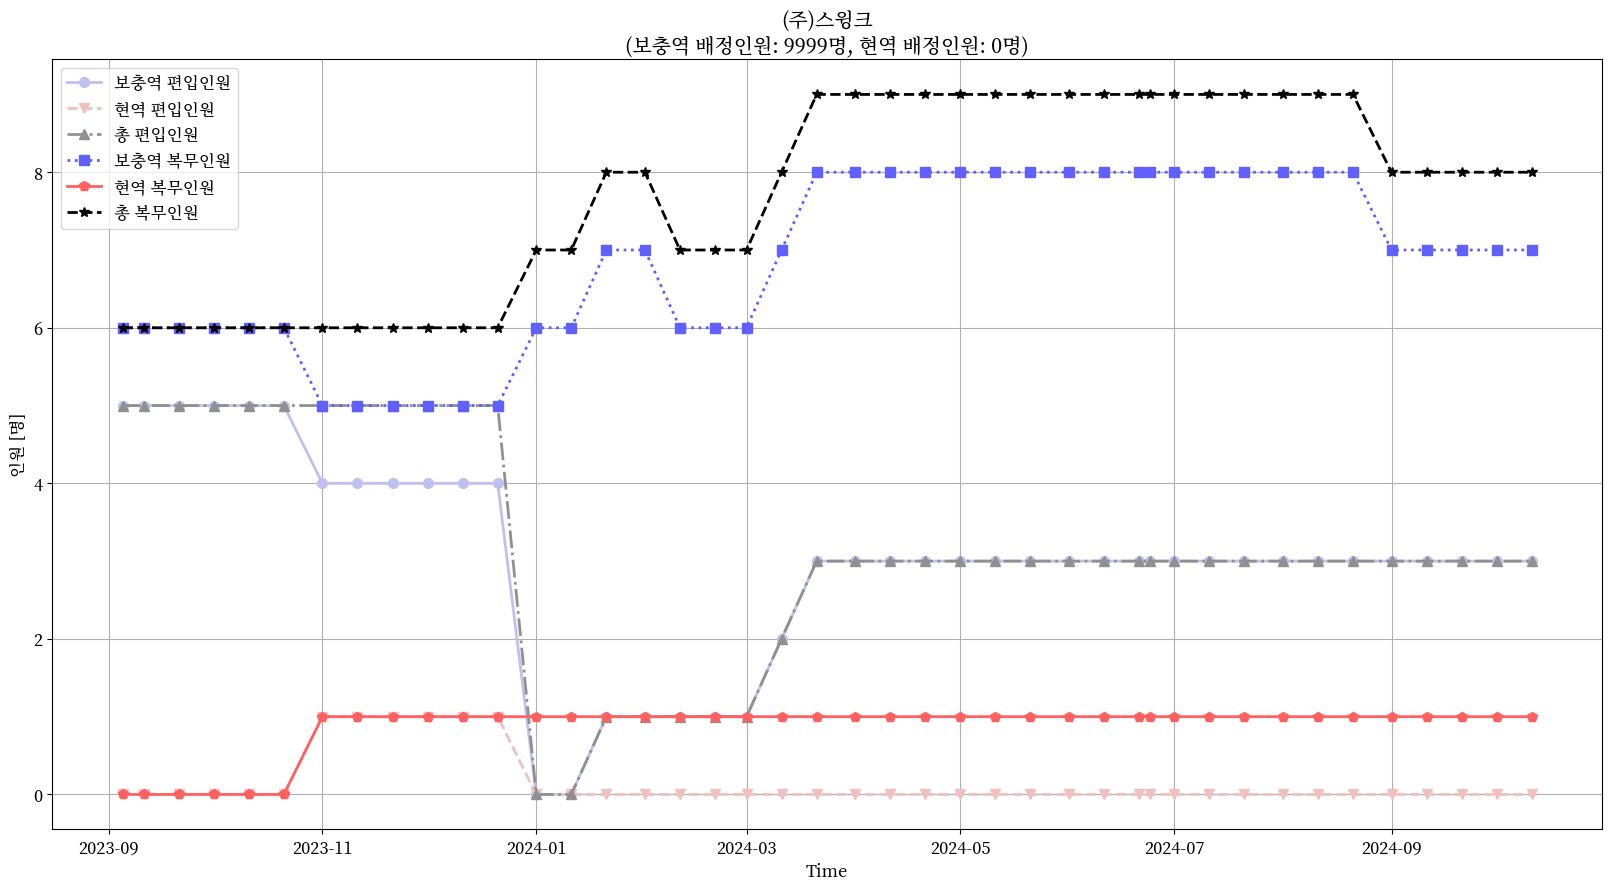 (주)스윙크
(보충역 배정인원: 9999명, 현역 배정인원: 0명)
보충역 편입인원
현역 편입인원
총 편입인원
보충역 복무인원
현역 복무인원
총 복무인원
인원 [명]
8
6
4
2
0
2023-09
2023-11
2024-01
2024-03
2024-05
2024-07
2024-09
Time